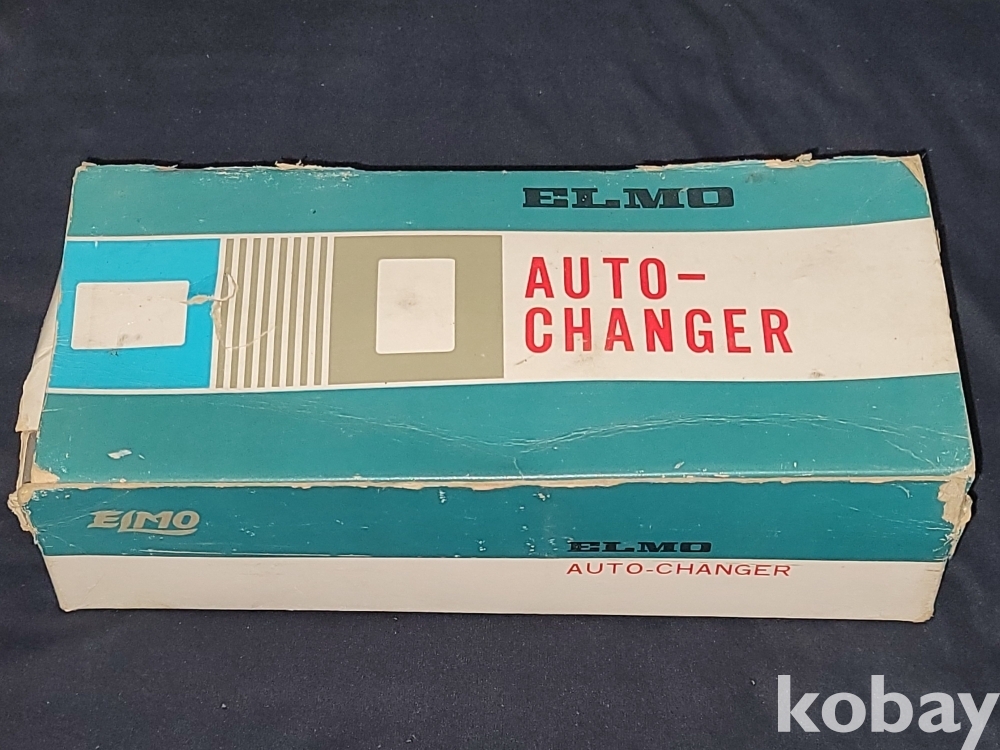 ELMO
AUTO-
CHANGER
ELMO
ELMO
AUTO-CHANGER
kobay